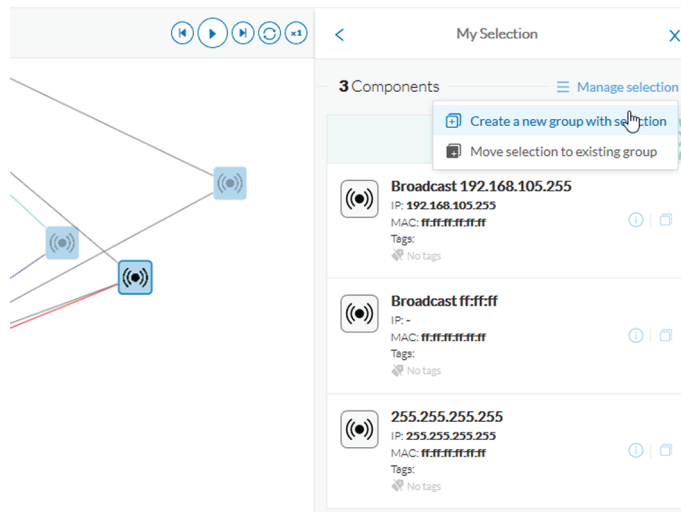 x1
My Selection
3 Components
Manage selection
Create a new group with selection
Move selection to existing group
Broadcast 192.168.105.255
IP: 192.168.105.255
MAC: ff:ff:ff:ff:ff:ff
Tags:
No tags
Broadcast ff:ff:ff
IP: -
MAC: ff:ff:ff:ff:ff:ff
Tags:
No tags
255.255.255.255
IP: 255.255.255.255
MAC: ff:ff:ff:ff:ff:ff
Tags:
No tags